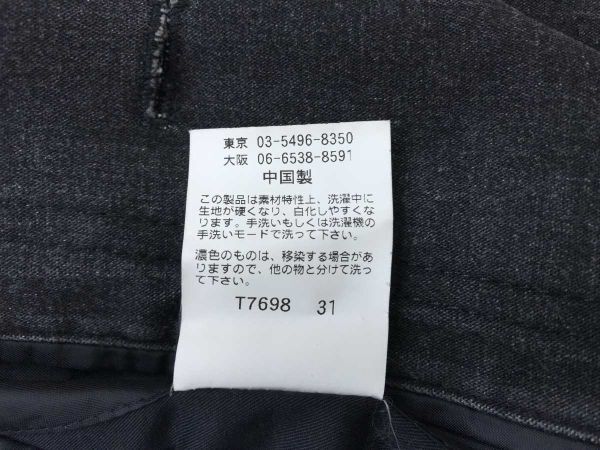 東京 03-5496-8350
大阪 06-6538-8591
中国製
この製品は素材特性上、洗濯中に
生地が硬くなり、白化しやすくな
ります。手洗いもしくは洗濯機の
手洗いモードで洗って下さい。
濃色のものは、移染する場合があ
りますので、他の物と分けて洗っ
て下さい。
T7698 31